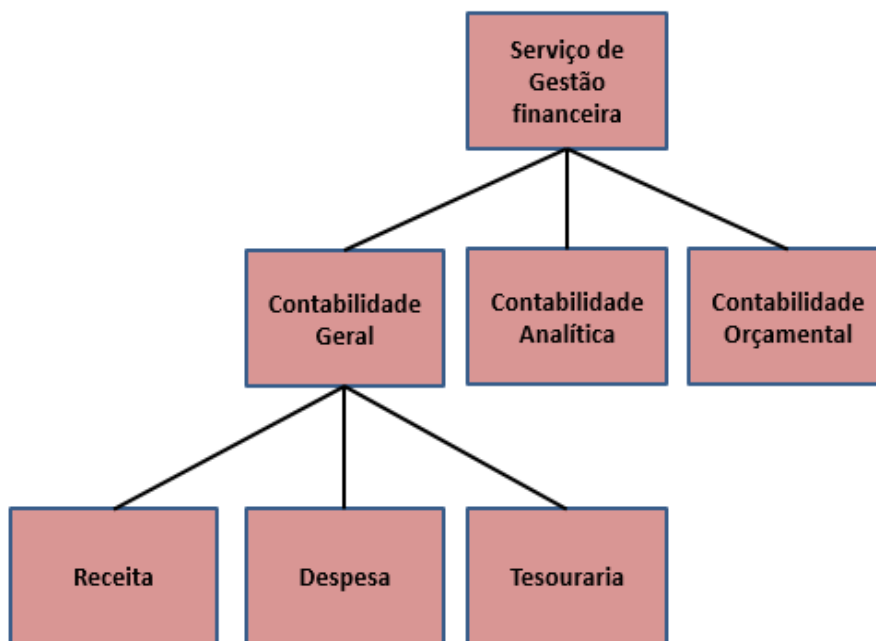 Serviço de
Gestão
financeira
Contabilidade
Geral
Contabilidade
Analítica
Contabilidade
Orçamental
Receita
Despesa
Tesouraria